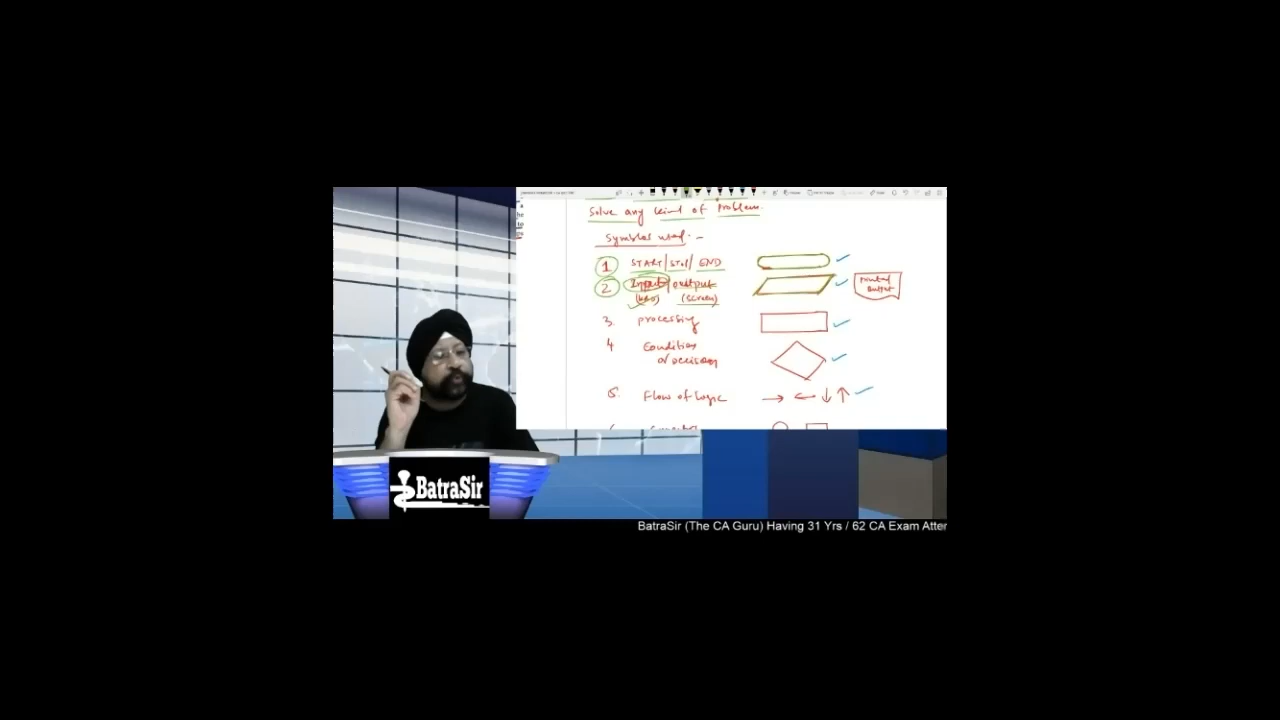 Solve any kind of Problem.
Symbols used:-
1 START/Stop/ END
2 Input/output
(screen)
Printed
output
3. processing
4 Condition
or decision
5. Flow of Logic → ← ↓ ↑
BatraSir
BatraSir (The CA Guru) Having 31 Yrs / 62 CA Exam Atter